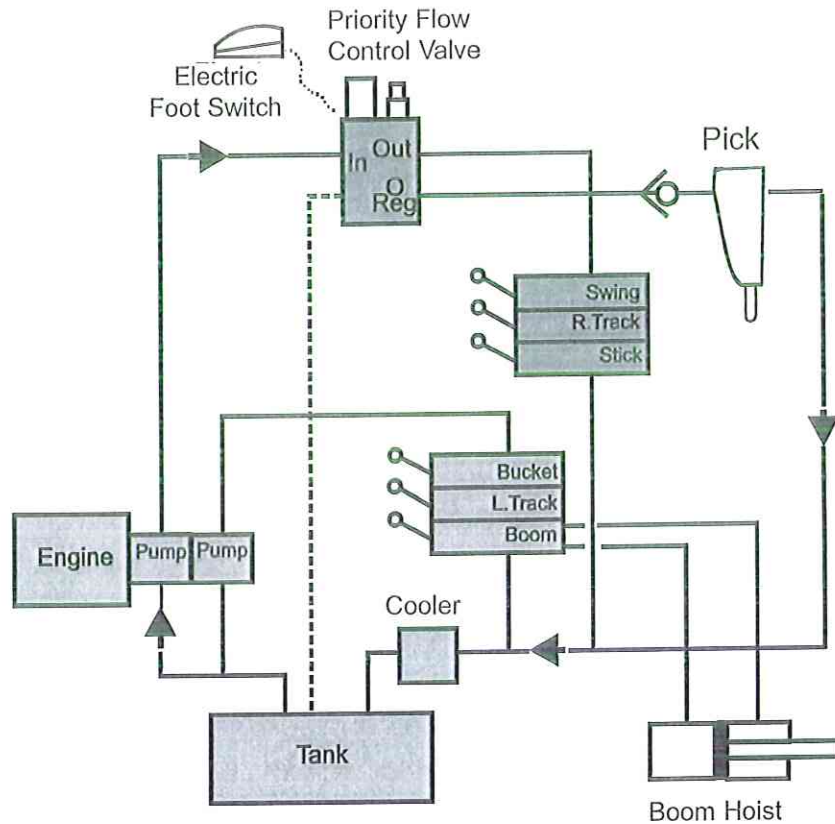 Priority Flow
Control Valve
Electric
Foot Switch
In
Out
O
Reg
Pick
Swing
R.Track
Stick
Bucket
L.Track
Boom
Engine
Pump
Pump
Cooler
Tank
Boom Hoist